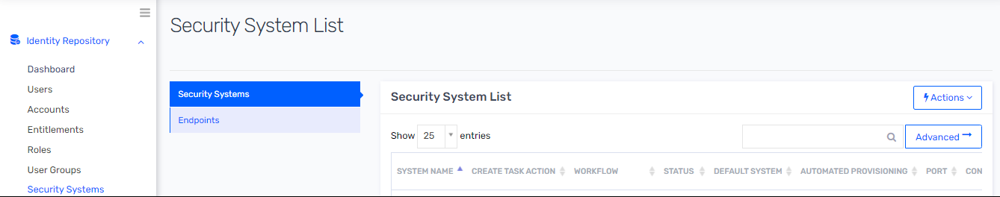 Security System List
Identity Repository
Dashboard
Users
Accounts
Entitlements
Roles
User Groups
Security Systems
Security Systems
Endpoints
Security System List
Actions
Show 25 entries
Advanced
SYSTEM NAME CREATE TASK ACTION WORKFLOW STATUS DEFAULT SYSTEM AUTOMATED PROVISIONING PORT CON